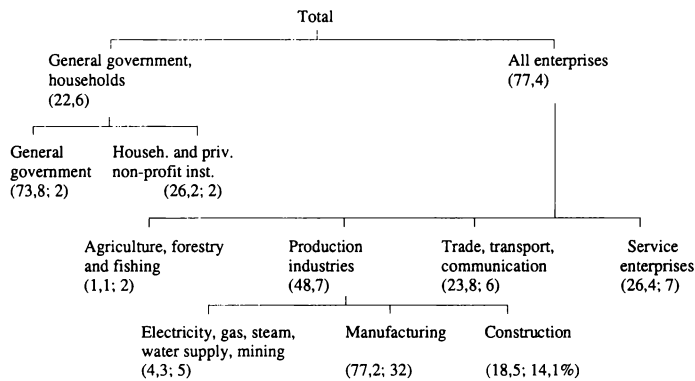 Total
General government,
households
(22,6)
All enterprises
(77,4)
General
government
(73,8; 2)
Househ. and priv.
non-profit inst.
(26,2; 2)
Agriculture, forestry
and fishing
(1,1; 2)
Production
industries
(48,7)
Trade, transport,
communication
(23,8; 6)
Service
enterprises
(26,4; 7)
Electricity, gas, steam,
water supply, mining
(4,3; 5)
Manufacturing
(77,2; 32)
Construction
(18,5; 14,1%)